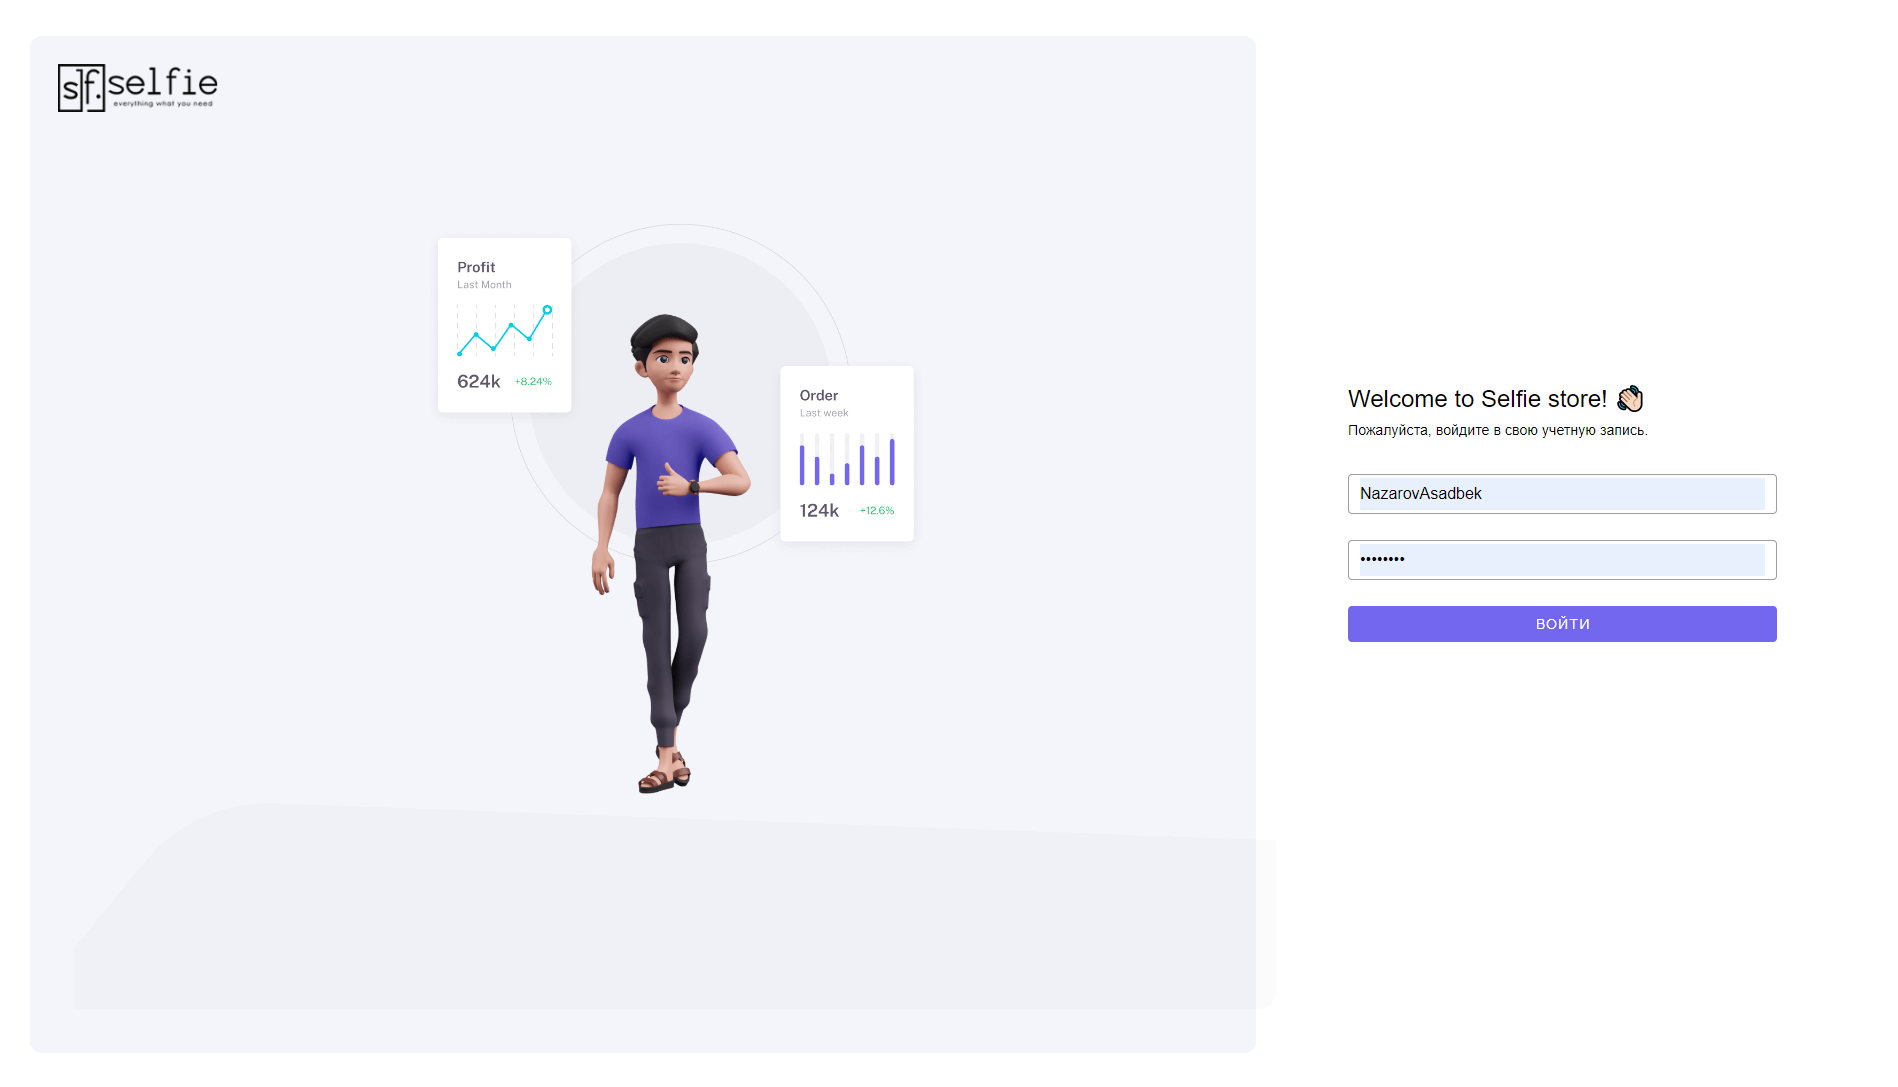 sf. selfie
everything what you need
Profit
Last Month
624k +8,24%
Order
Last week
124k +12.6%
Welcome to Selfie store! 👋
Пожалуйста, войдите в свою учетную запись.
NazarovAsadbek
••••••••
ВОЙТИ